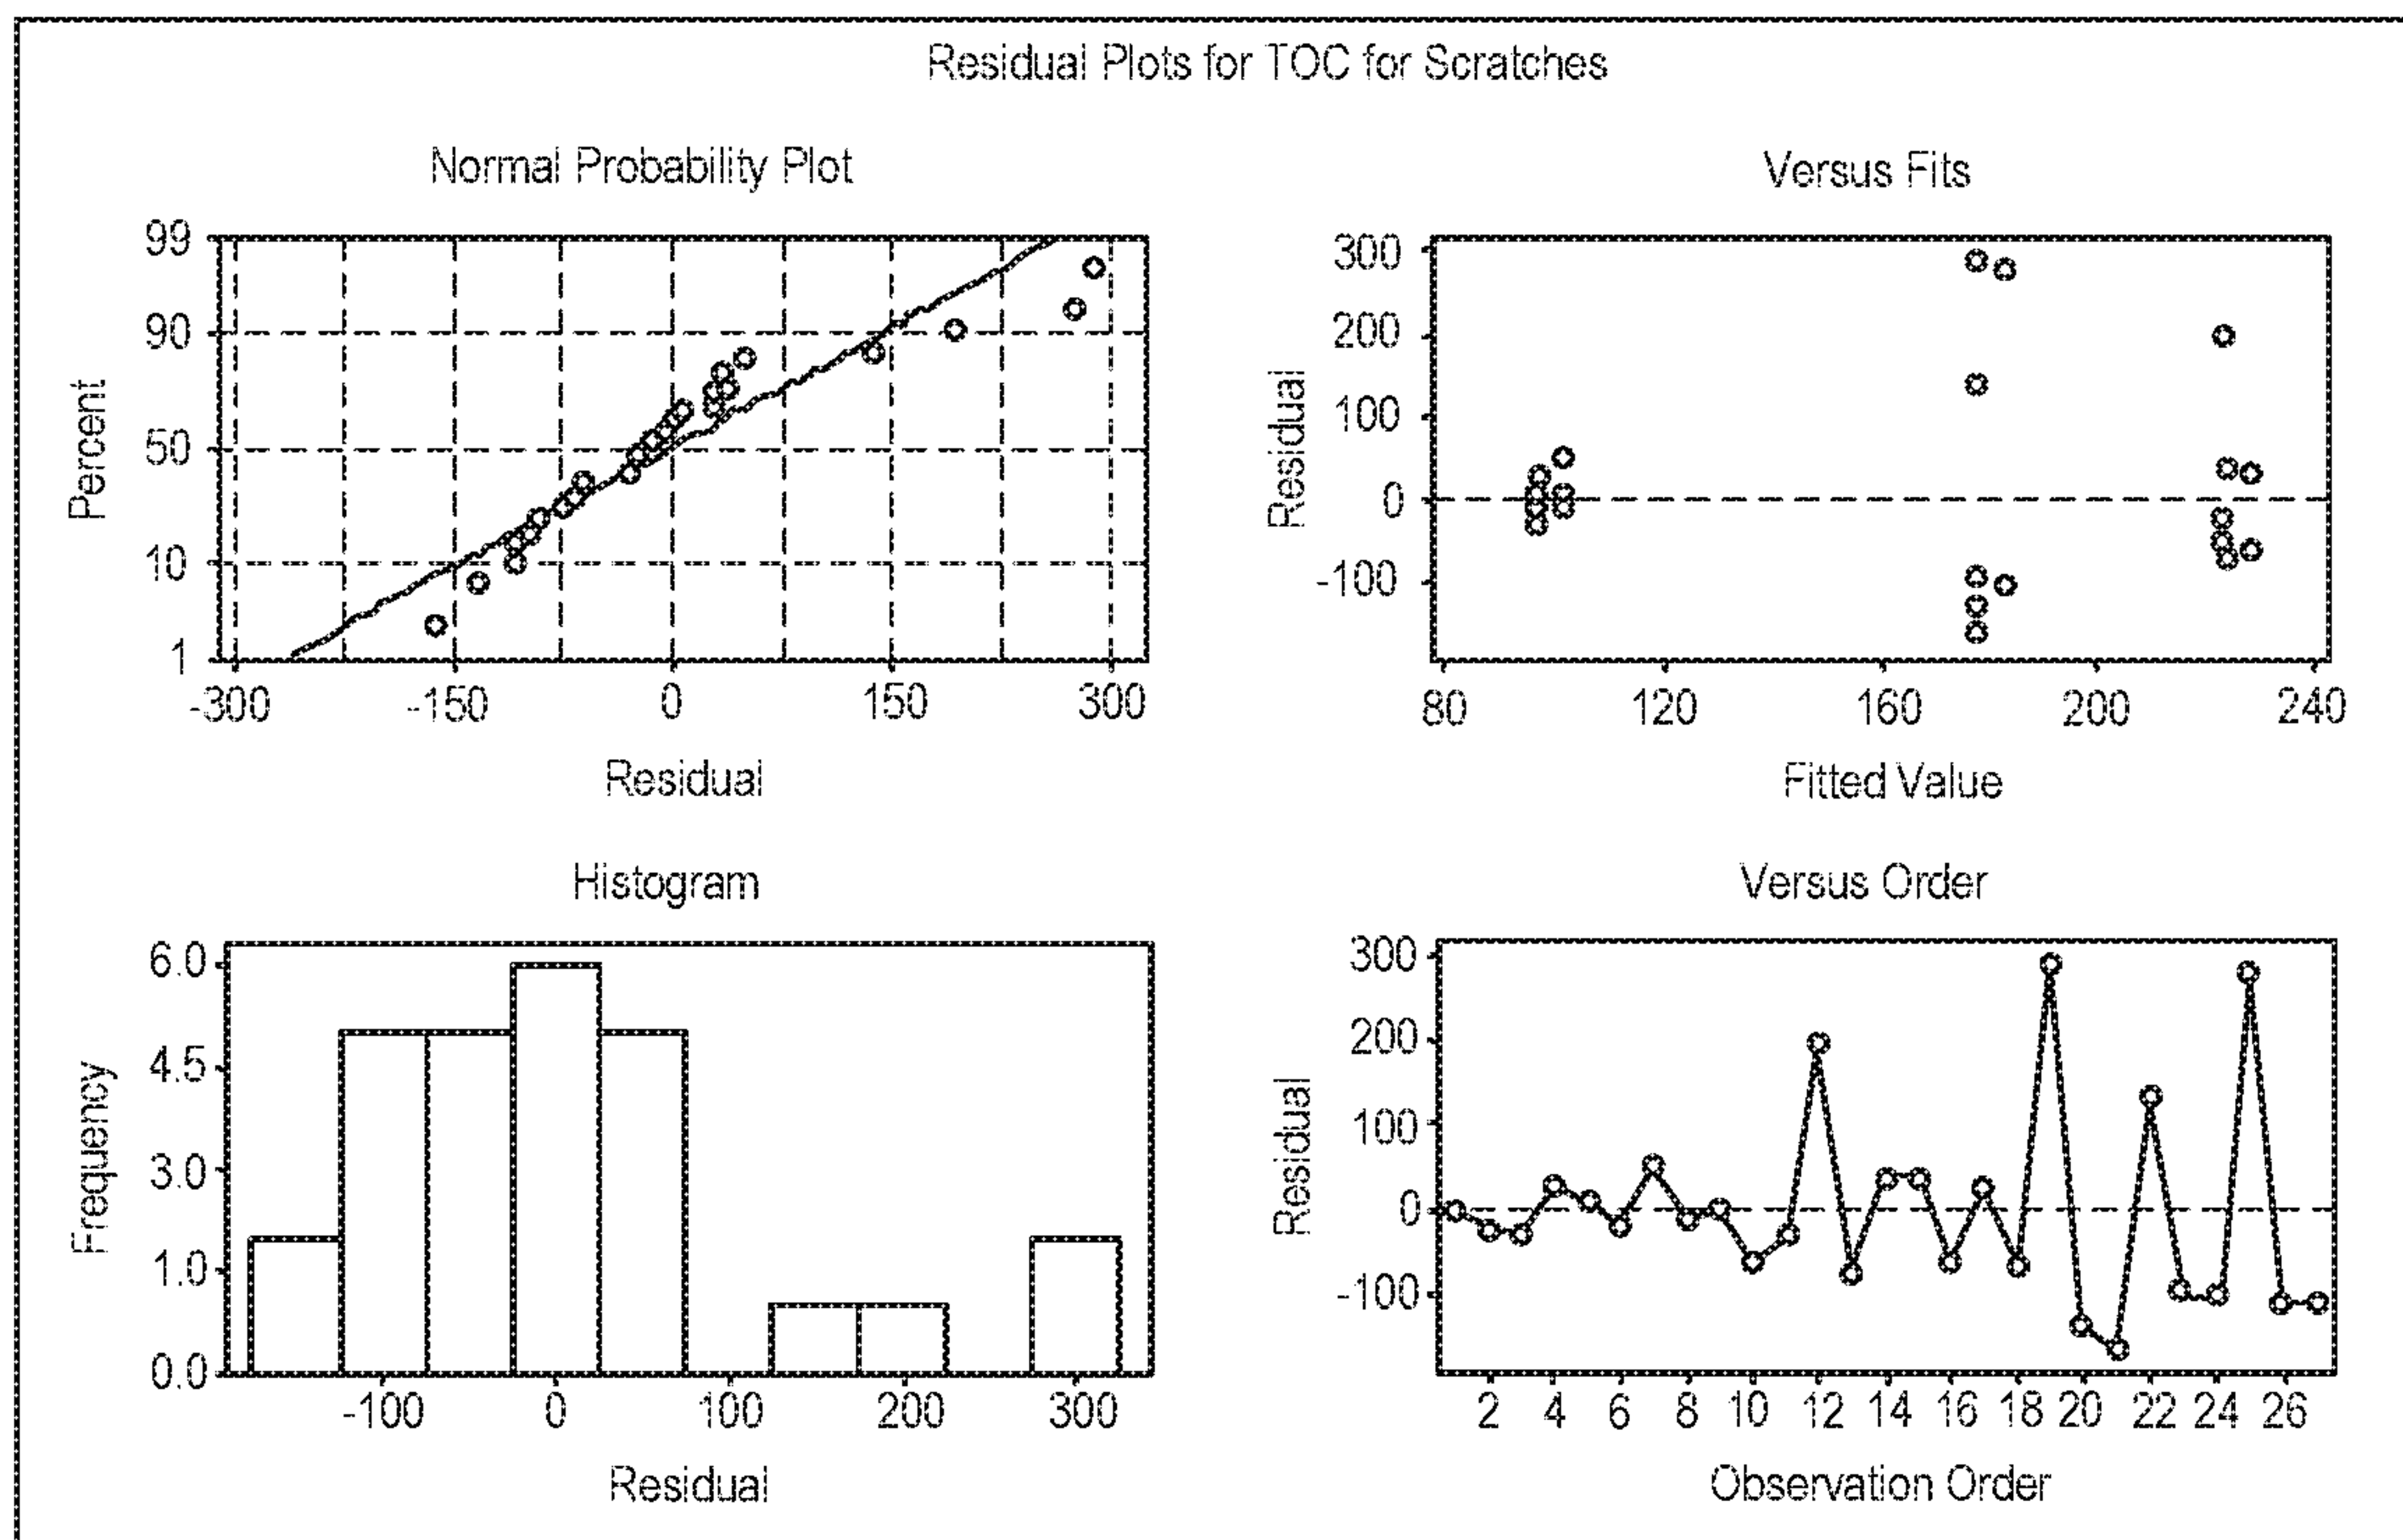 Residual Plots for TOC for Scratches
Normal Probability Plot
99
90
50
10
1
Percent
-300 -150 0 150 300
Residual
Versus Fits
300
200
100
0
-100
Residual
80 120 160 200 240
Fitted Value
Histogram
6.0
4.5
3.0
1.0
0.0
Frequency
-100 0 100 200 300
Residual
Versus Order
300
200
100
0
-100
Residual
2 4 6 8 10 12 14 16 18 20 22 24 26
Observation Order